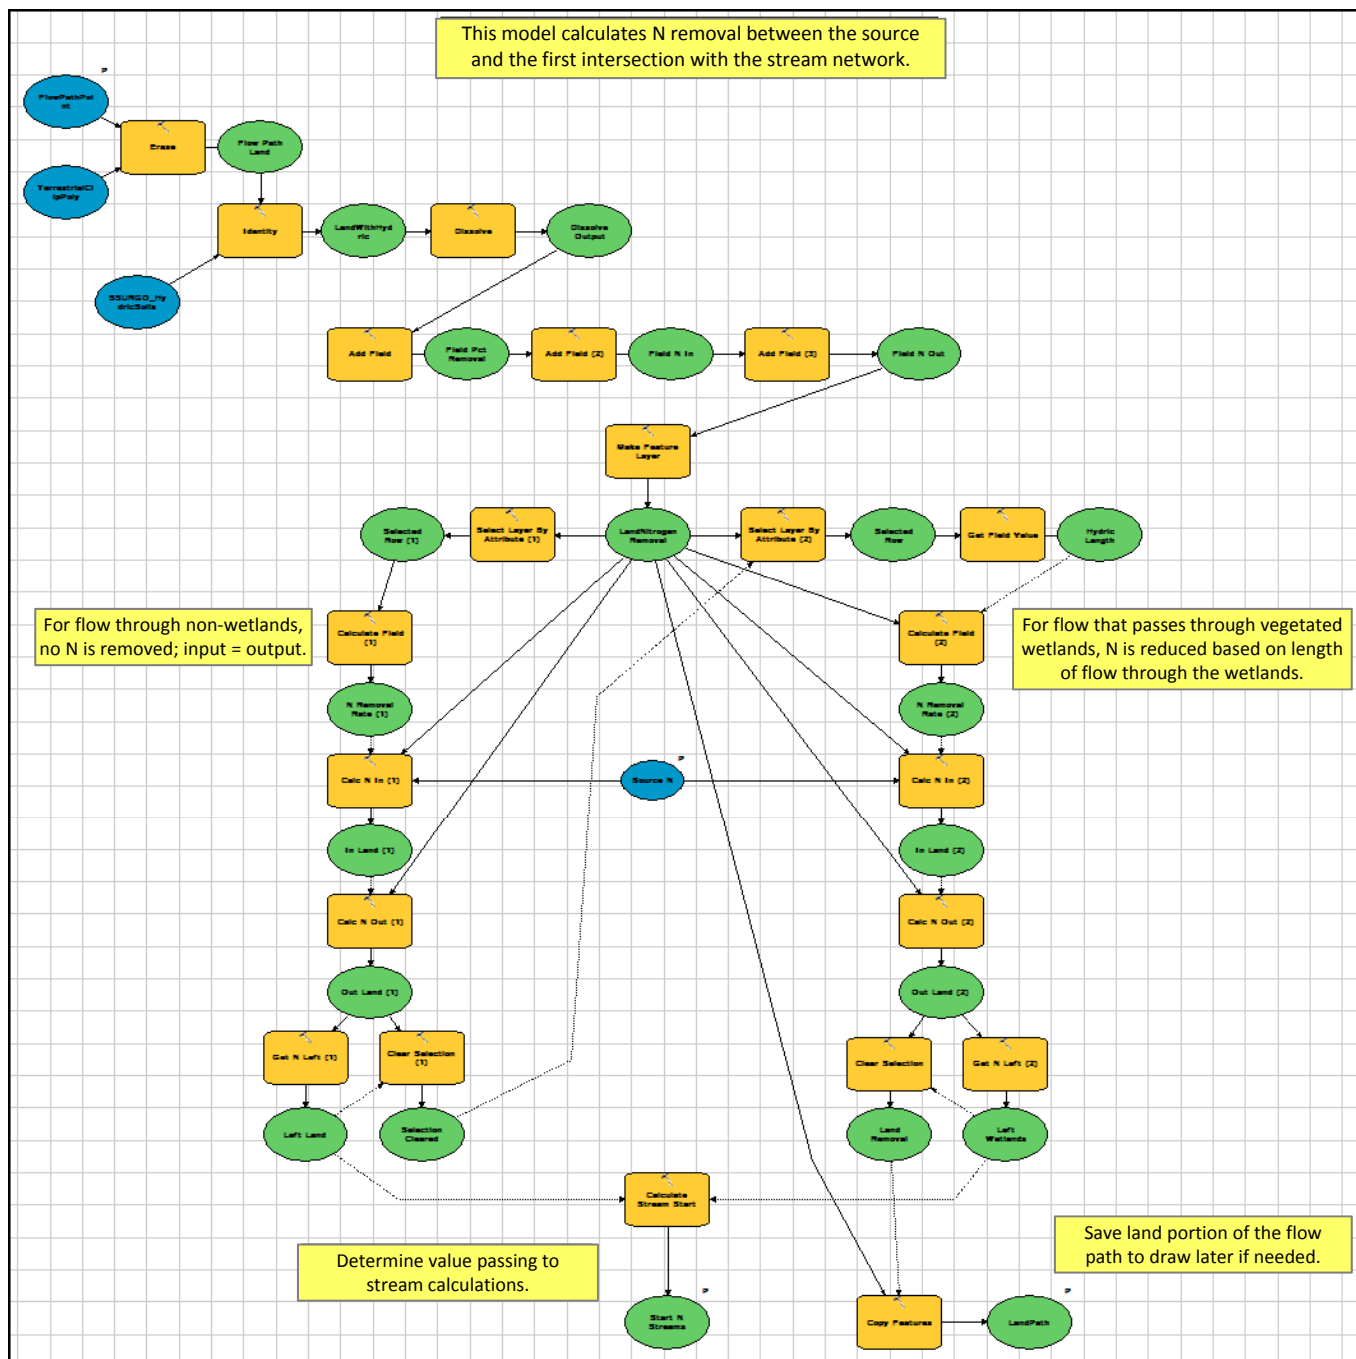 This model calculates N removal between the source
and the first intersection with the stream network.
P
FlowPathPoi
nt
Erase
Flow Path
Land
TerrestrialCl
ipPoly
Identity
LandWithHyd
ric
Dissolve
Dissolve
Output
SSURGO_Hy
dricSoils
Add Field
Field Pct
Removal
Add Field (2)
Field N In
Add Field (3)
Field N Out
Make Feature
Layer
Selected
Row (1)
Select Layer By
Attribute (1)
LandNitrogen
Removal
Select Layer By
Attribute (2)
Selected
Row
Get Field Value
Hydric
Length
For flow through non-wetlands,
no N is removed; input = output.
Calculate Field
(1)
Calculate Field
(2)
For flow that passes through vegetated
wetlands, N is reduced based on length
of flow through the wetlands.
N Removal
Rate (1)
N Removal
Rate (2)
Calc N In (1)
P
Source N
Calc N In (2)
In Land (1)
In Land (2)
Calc N Out (1)
Calc N Out (2)
Out Land (1)
Out Land (2)
Get N Left (1)
Clear Selection
(1)
Clear Selection
Get N Left (2)
Left Land
Selection
Cleared
Land
Removal
Left
Wetlands
Calculate
Stream Start
Determine value passing to
stream calculations.
Save land portion of the flow
path to draw later if needed.
P
Start N
Streams
Copy Features
P
LandPath